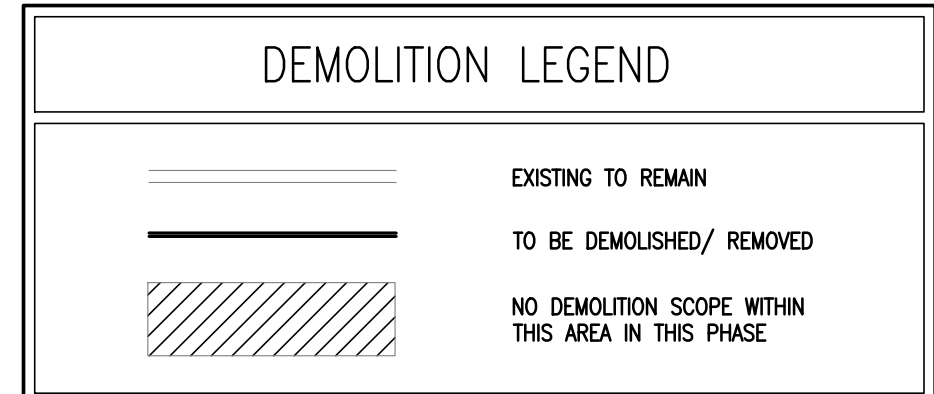 DEMOLITION LEGEND
EXISTING TO REMAIN
TO BE DEMOLISHED/ REMOVED
NO DEMOLITION SCOPE WITHIN
THIS AREA IN THIS PHASE